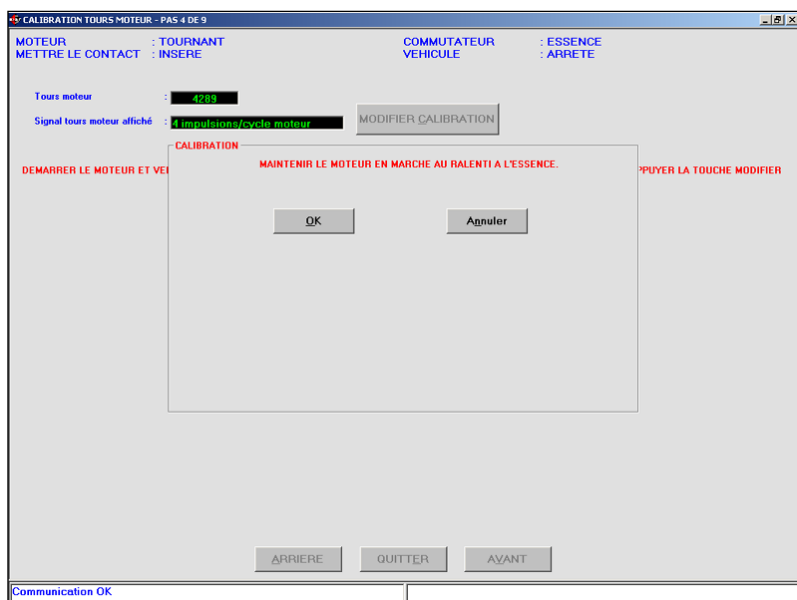 CALIBRATION TOURS MOTEUR - PAS 4 DE 9
MOTEUR : TOURNANT COMMUTATEUR : ESSENCE
METTRE LE CONTACT : INSERE VEHICULE : ARRETE
Tours moteur : 4289
Signal tours moteur affiché : 4 impulsions/cycle moteur MODIFIER CALIBRATION
CALIBRATION
MAINTENIR LE MOTEUR EN MARCHE AU RALENTI A L'ESSENCE.
DEMARRER LE MOTEUR ET PPUYER LA TOUCHE MODIFIER
OK Annuler
ARRIERE QUITTER AVANT
Communication OK